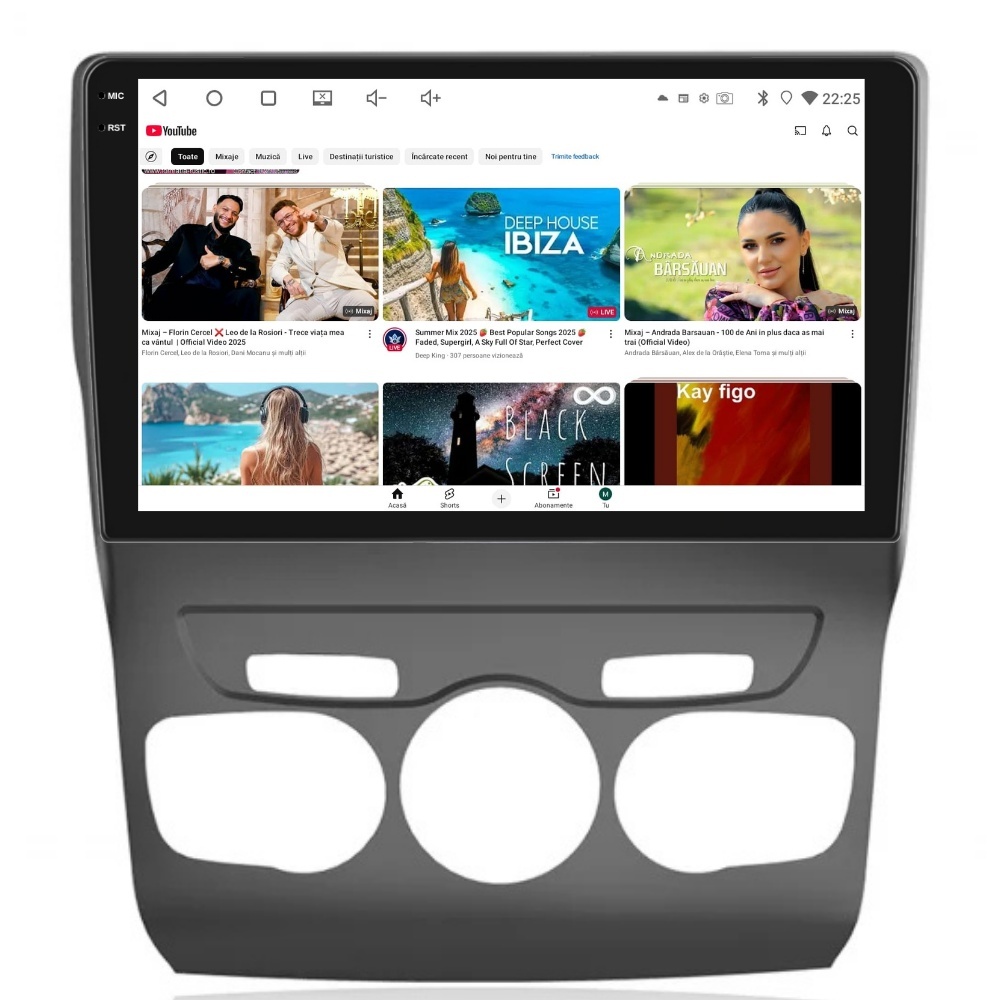 MIC
22:25
RST
YouTube
Toate Mixaje Muzică Live Destinații turistice Încărcate recent Noi pentru tine Trimite feedback
DEEP HOUSE
IBIZA
ANDRADA
BÂRSĂUAN
Mixaj
LIVE
Mixaj
Mixaj – Florin Cercel ❌ Leo de la Rosiori - Trece viața mea
ca vântul | Official Video 2025
Florin Cercel, Leo de la Rosiori, Dani Mocanu și mulți alții
LIVE
Summer Mix 2025 🍓 Best Popular Songs 2025 🍓
Faded, Supergirl, A Sky Full Of Star, Perfect Cover
Deep King · 307 persoane vizionează
Mixaj – Andrada Barsauan - 100 de Ani in plus daca as mai
trai (Official Video)
Andrada Bârsăuan, Alex de la Orăștie, Elena Toma și mulți alții
BLACK
SCREEN
Kay figo
Acasă Shorts Abonamente M Tu